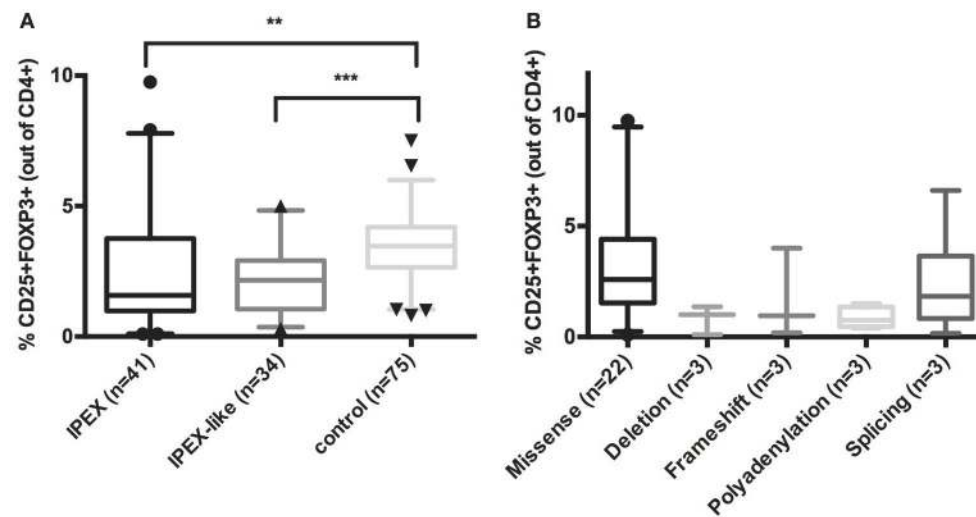 A
% CD25+FOXP3+ (out of CD4+)
10
5
0
**
***
IPEX (n=41)
IPEX-like (n=34)
control (n=75)
B
% CD25+FOXP3+ (out of CD4+)
10
5
0
Missense (n=22)
Deletion (n=3)
Frameshift (n=3)
Polyadenylation (n=3)
Splicing (n=3)